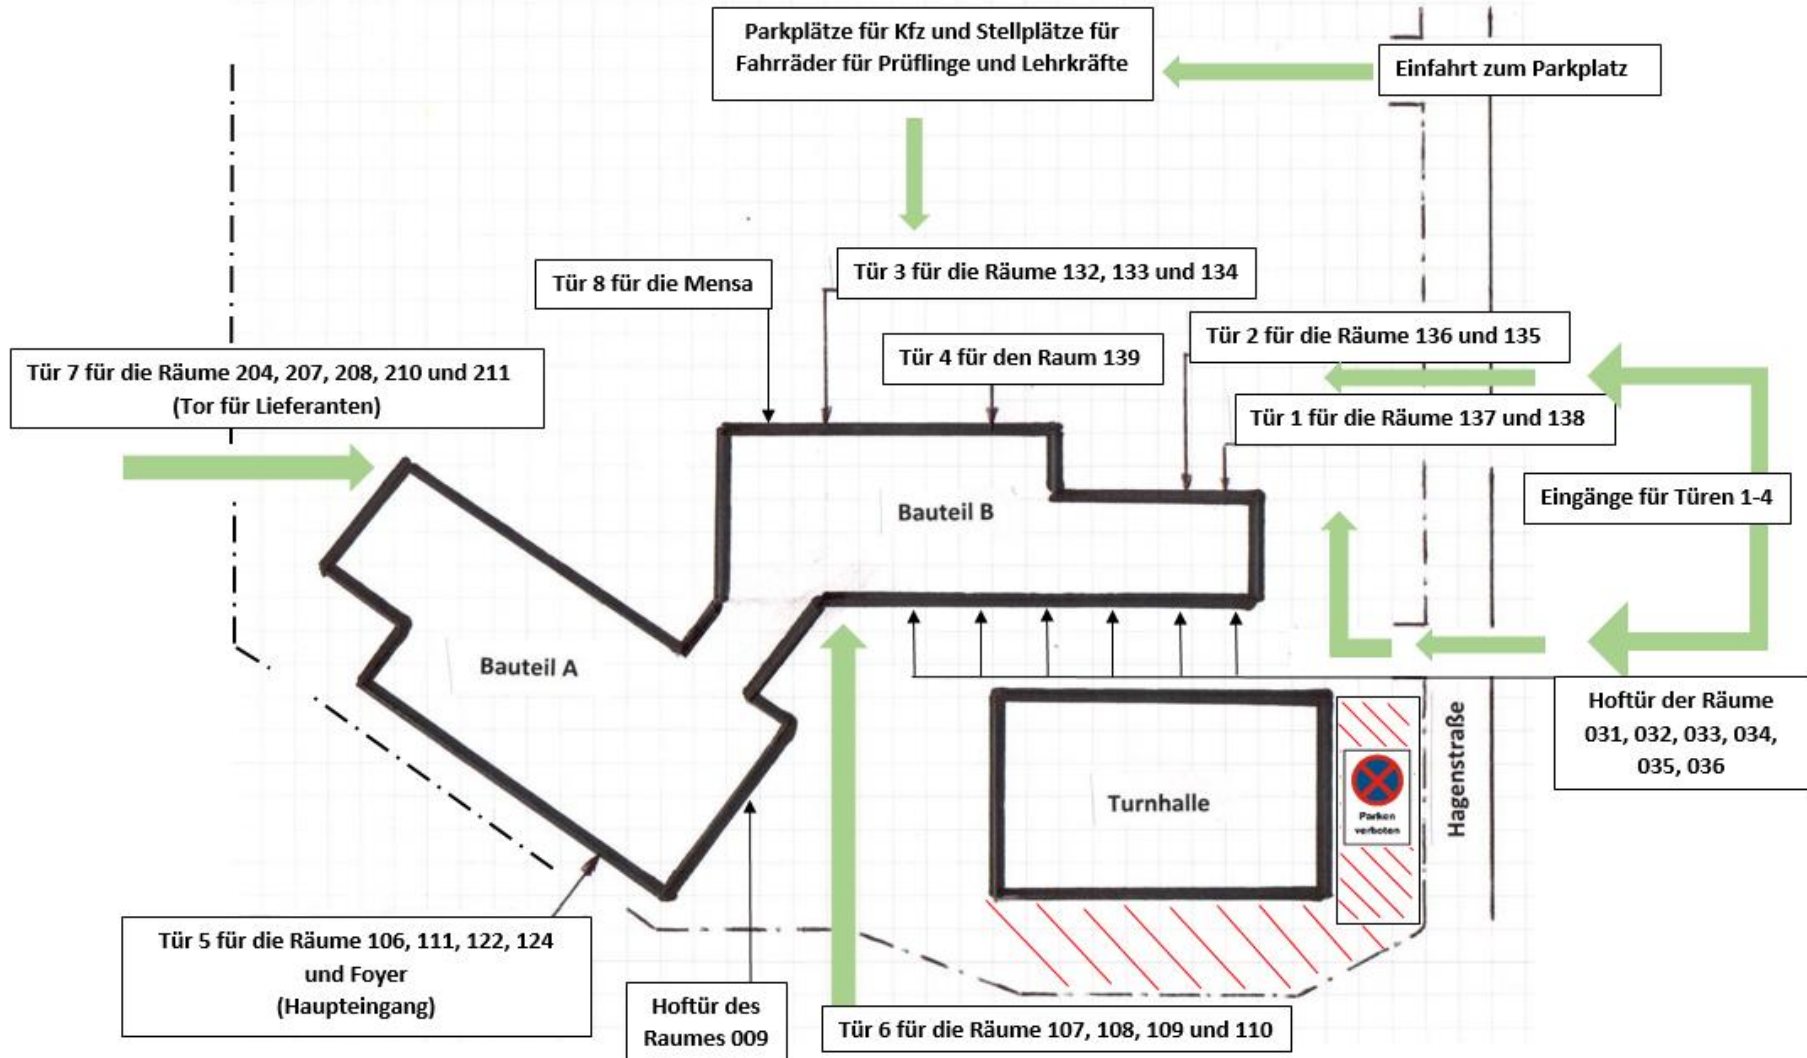 Parkplätze für Kfz und Stellplätze für
Fahrräder für Prüflinge und Lehrkräfte
Einfahrt zum Parkplatz
Tür 8 für die Mensa
Tür 3 für die Räume 132, 133 und 134
Tür 4 für den Raum 139
Tür 2 für die Räume 136 und 135
Tür 7 für die Räume 204, 207, 208, 210 und 211
(Tor für Lieferanten)
Tür 1 für die Räume 137 und 138
Eingänge für Türen 1-4
Bauteil B
Bauteil A
Hoftür der Räume
031, 032, 033, 034,
035, 036
Turnhalle
Parken
verboten
Hagenstraße
Tür 5 für die Räume 106, 111, 122, 124
und Foyer
(Haupteingang)
Hoftür des
Raumes 009
Tür 6 für die Räume 107, 108, 109 und 110